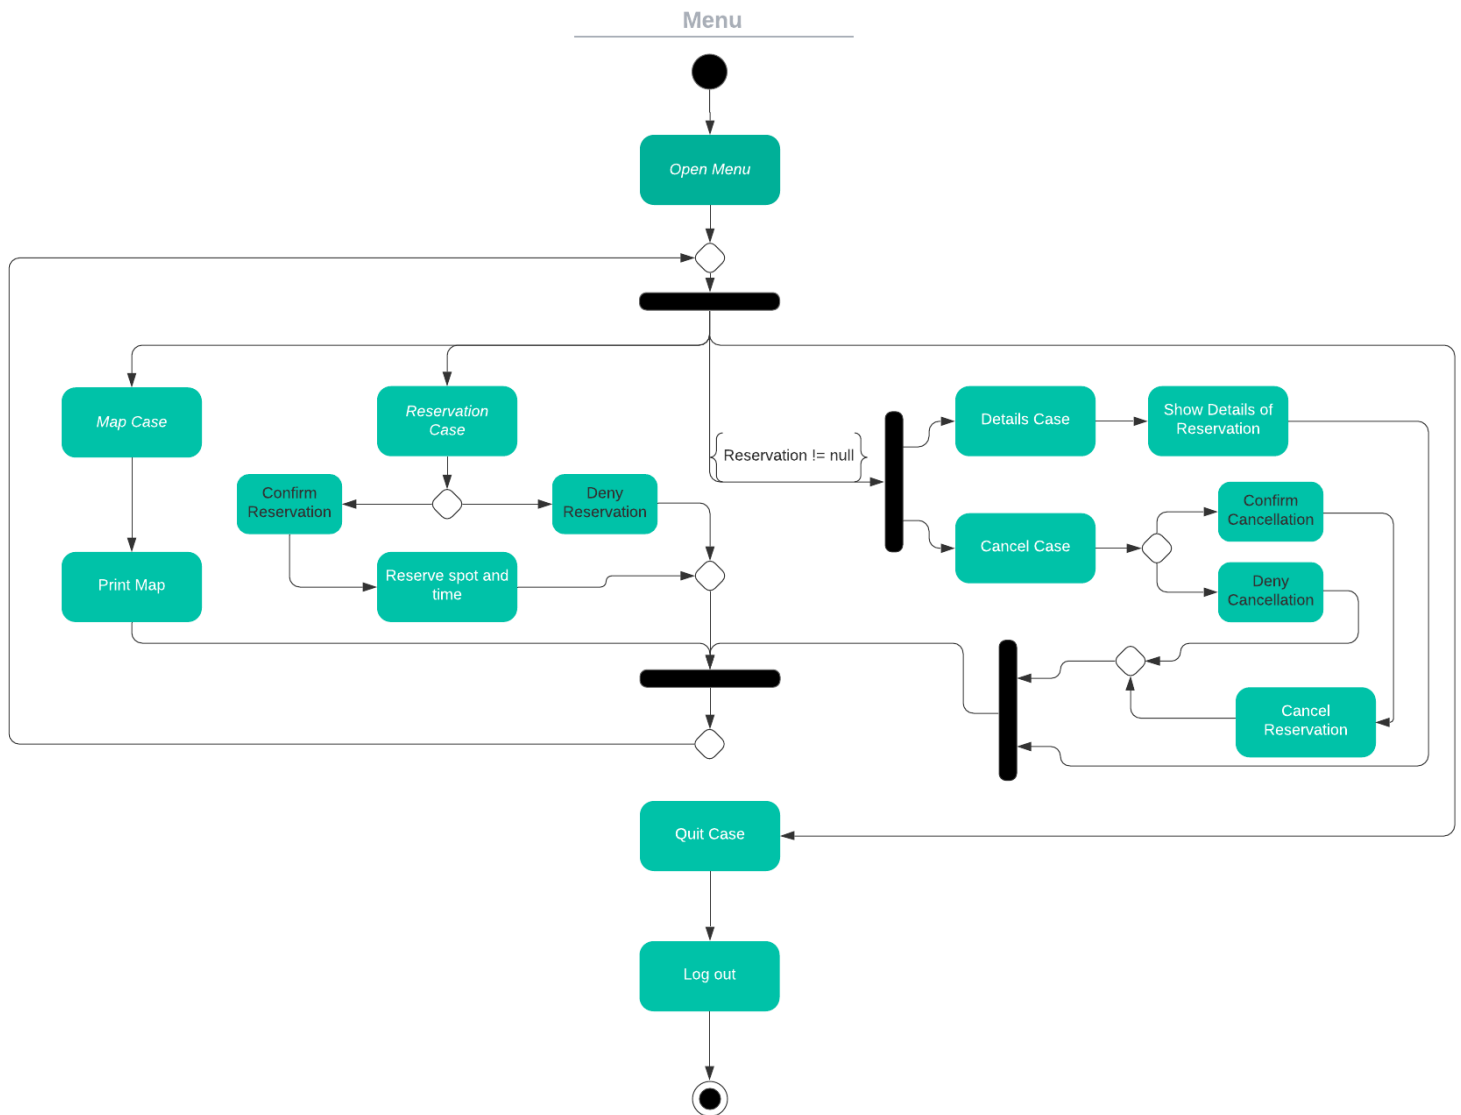 Menu
Open Menu
Map Case
Reservation
Case
Details Case
Show Details of
Reservation
Reservation != null
Confirm
Reservation
Deny
Reservation
Confirm
Cancellation
Cancel Case
Print Map
Reserve spot and
time
Deny
Cancellation
Cancel
Reservation
Quit Case
Log out